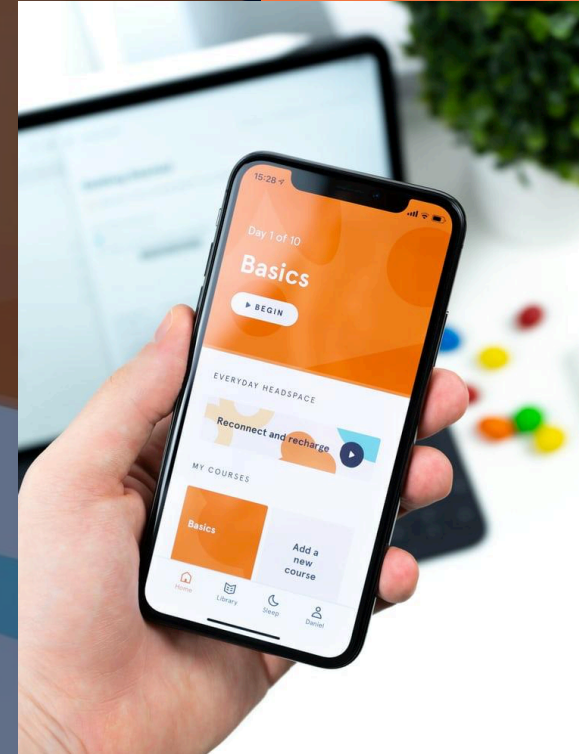 15:28
Day 1 of 10
Basics
BEGIN
EVERYDAY HEADSPACE
Reconnect and recharge
MY COURSES
Basics
Add a
new
course
Home
Library
Sleep
Daniel